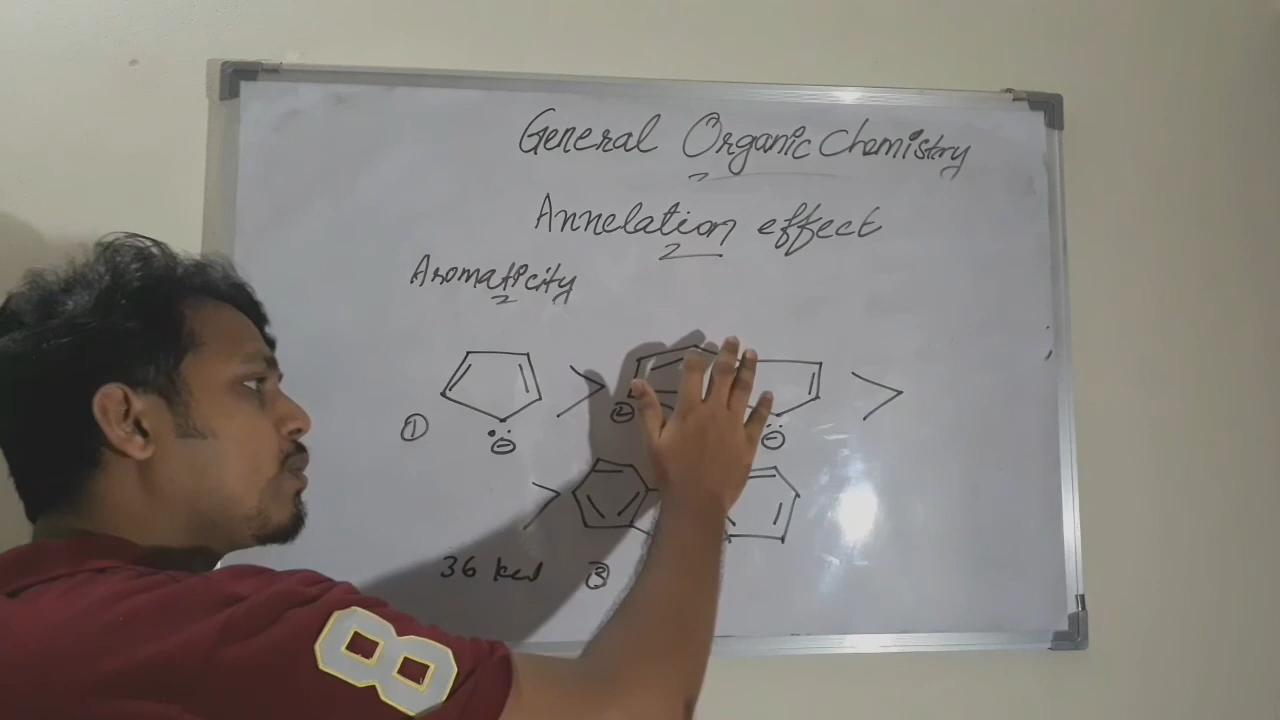 General Organic Chemistry
Annelation effect
Aromaticity
> >
① ②
⊖ ⊖
>
36 kcal ③
8